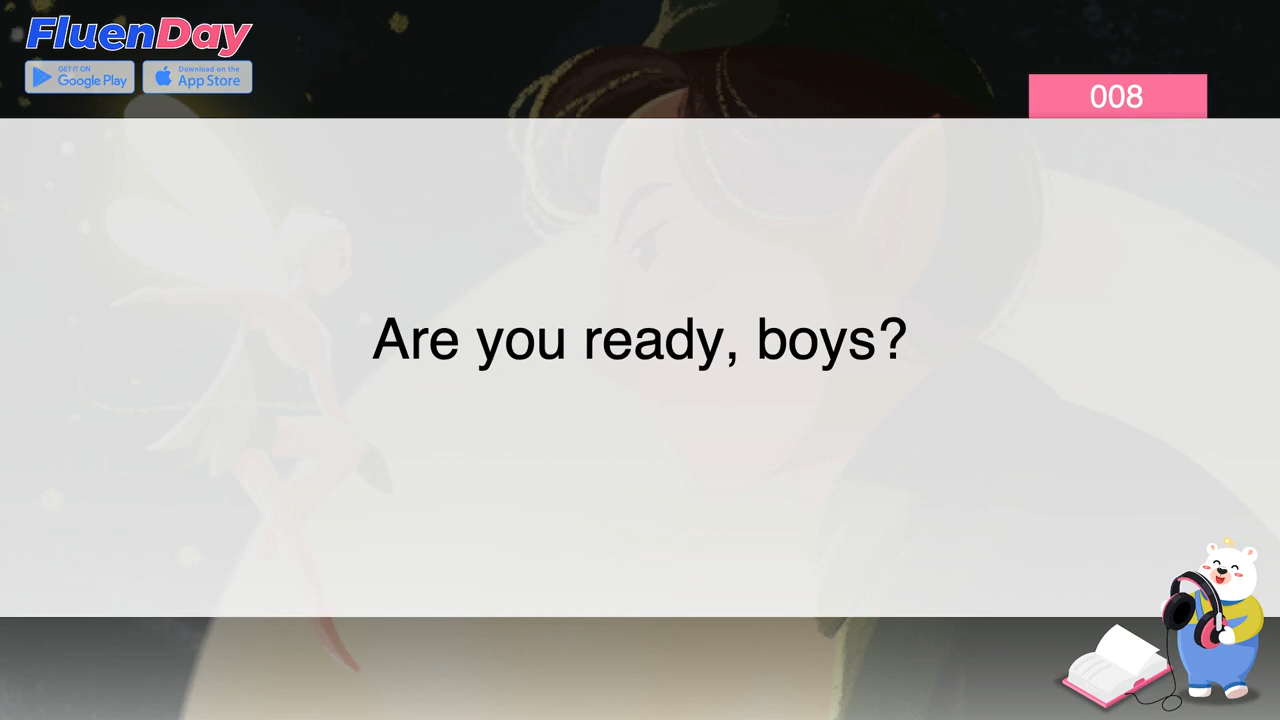 FluenDay
GET IT ON
Google Play
Download on the
App Store
008
Are you ready, boys?